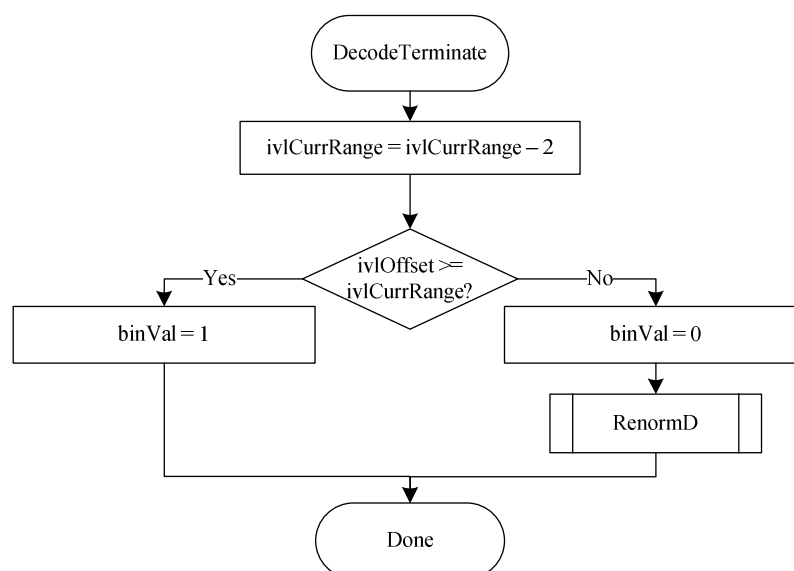 DecodeTerminate
ivlCurrRange = ivlCurrRange – 2
ivlOffset >=
ivlCurrRange?
Yes
No
binVal = 1
binVal = 0
RenormD
Done